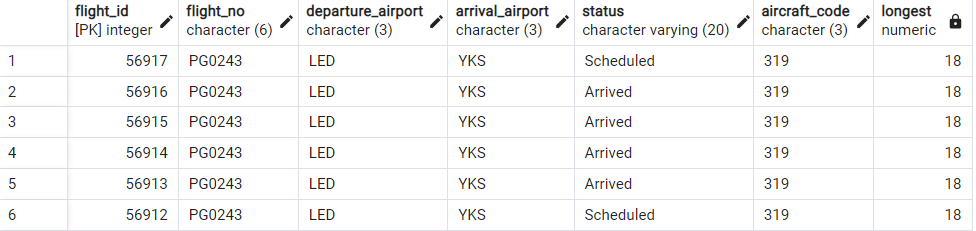 flight_id flight_no departure_airport arrival_airport status aircraft_code longest
[PK] integer character (6) character (3) character (3) character varying (20) character (3) numeric
1 56917 PG0243 LED YKS Scheduled 319 18
2 56916 PG0243 LED YKS Arrived 319 18
3 56915 PG0243 LED YKS Arrived 319 18
4 56914 PG0243 LED YKS Arrived 319 18
5 56913 PG0243 LED YKS Arrived 319 18
6 56912 PG0243 LED YKS Scheduled 319 18